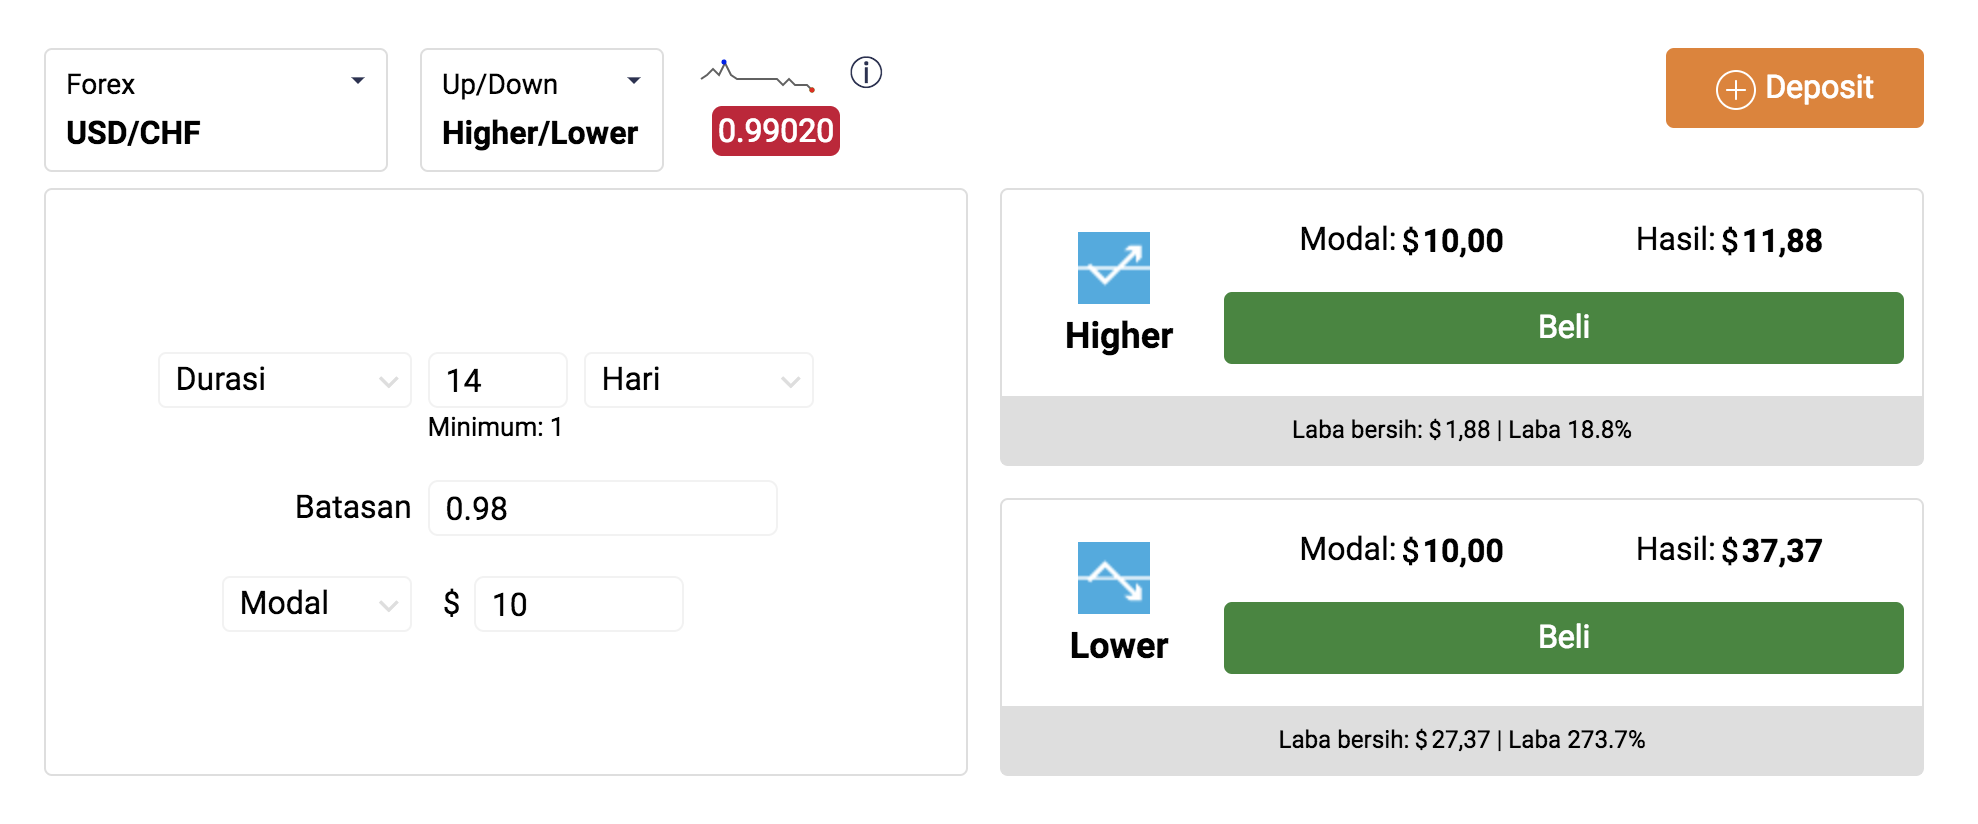 Forex
USD/CHF
Up/Down
Higher/Lower
0.99020
Deposit
Durasi 14 Hari
Minimum: 1
Batasan 0.98
Modal $ 10
Modal: $ 10,00 Hasil: $ 11,88
Higher
Beli
Laba bersih: $ 1,88 | Laba 18.8%
Modal: $ 10,00 Hasil: $ 37,37
Lower
Beli
Laba bersih: $ 27,37 | Laba 273.7%